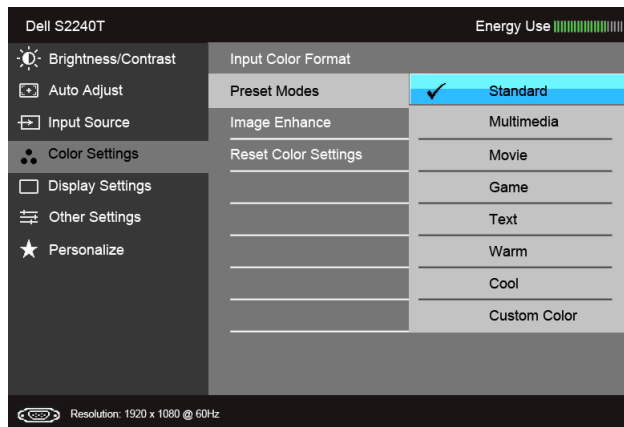 Dell S2240T
Energy Use
Brightness/Contrast
Auto Adjust
Input Source
Color Settings
Display Settings
Other Settings
Personalize
Input Color Format
Preset Modes
Image Enhance
Reset Color Settings
Standard
Multimedia
Movie
Game
Text
Warm
Cool
Custom Color
Resolution: 1920 x 1080 @ 60Hz